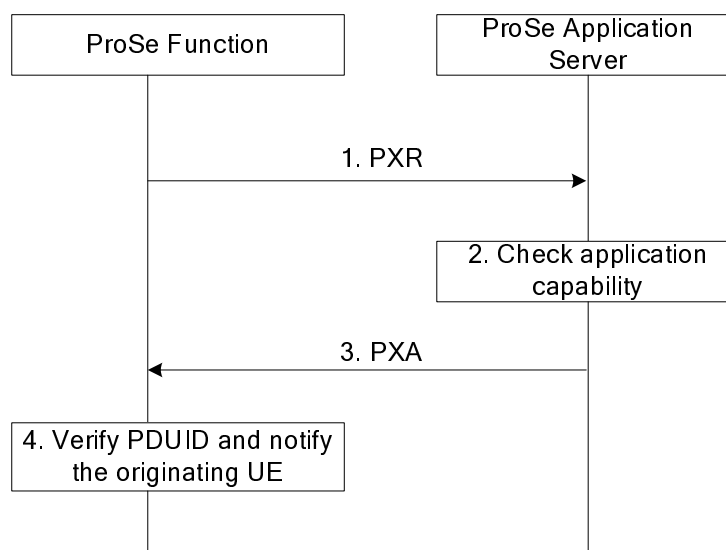 ProSe Function
ProSe Application
Server
1. PXR
2. Check application
capability
3. PXA
4. Verify PDUID and notify
the originating UE